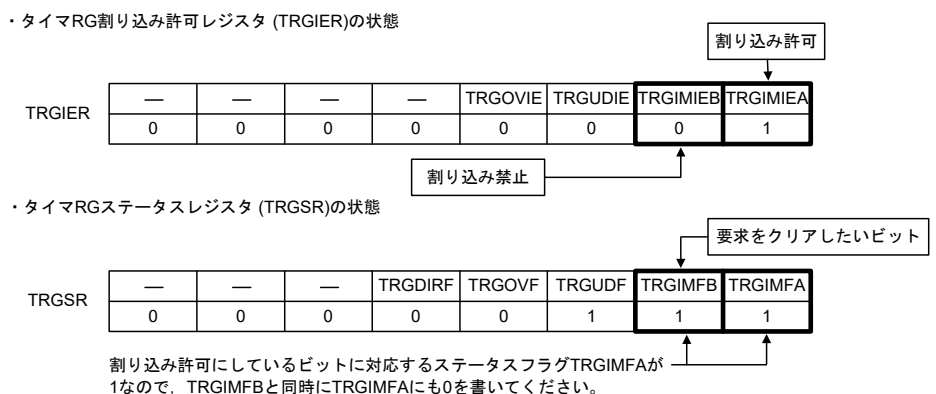 ・タイマRG割り込み許可レジスタ (TRGIER)の状態
割り込み許可
TRGIER — — — — TRGOVIE TRGUDIE TRGIMIEB TRGIMIEA
0 0 0 0 0 0 0 1
割り込み禁止
・タイマRGステータスレジスタ (TRGSR)の状態
要求をクリアしたいビット
TRGSR — — — TRGDIRF TRGOVF TRGUDF TRGIMFB TRGIMFA
0 0 0 0 0 1 1 1
割り込み許可にしているビットに対応するステータスフラグTRGIMFAが
1なので，TRGIMFBと同時にTRGIMFAにも0を書いてください。